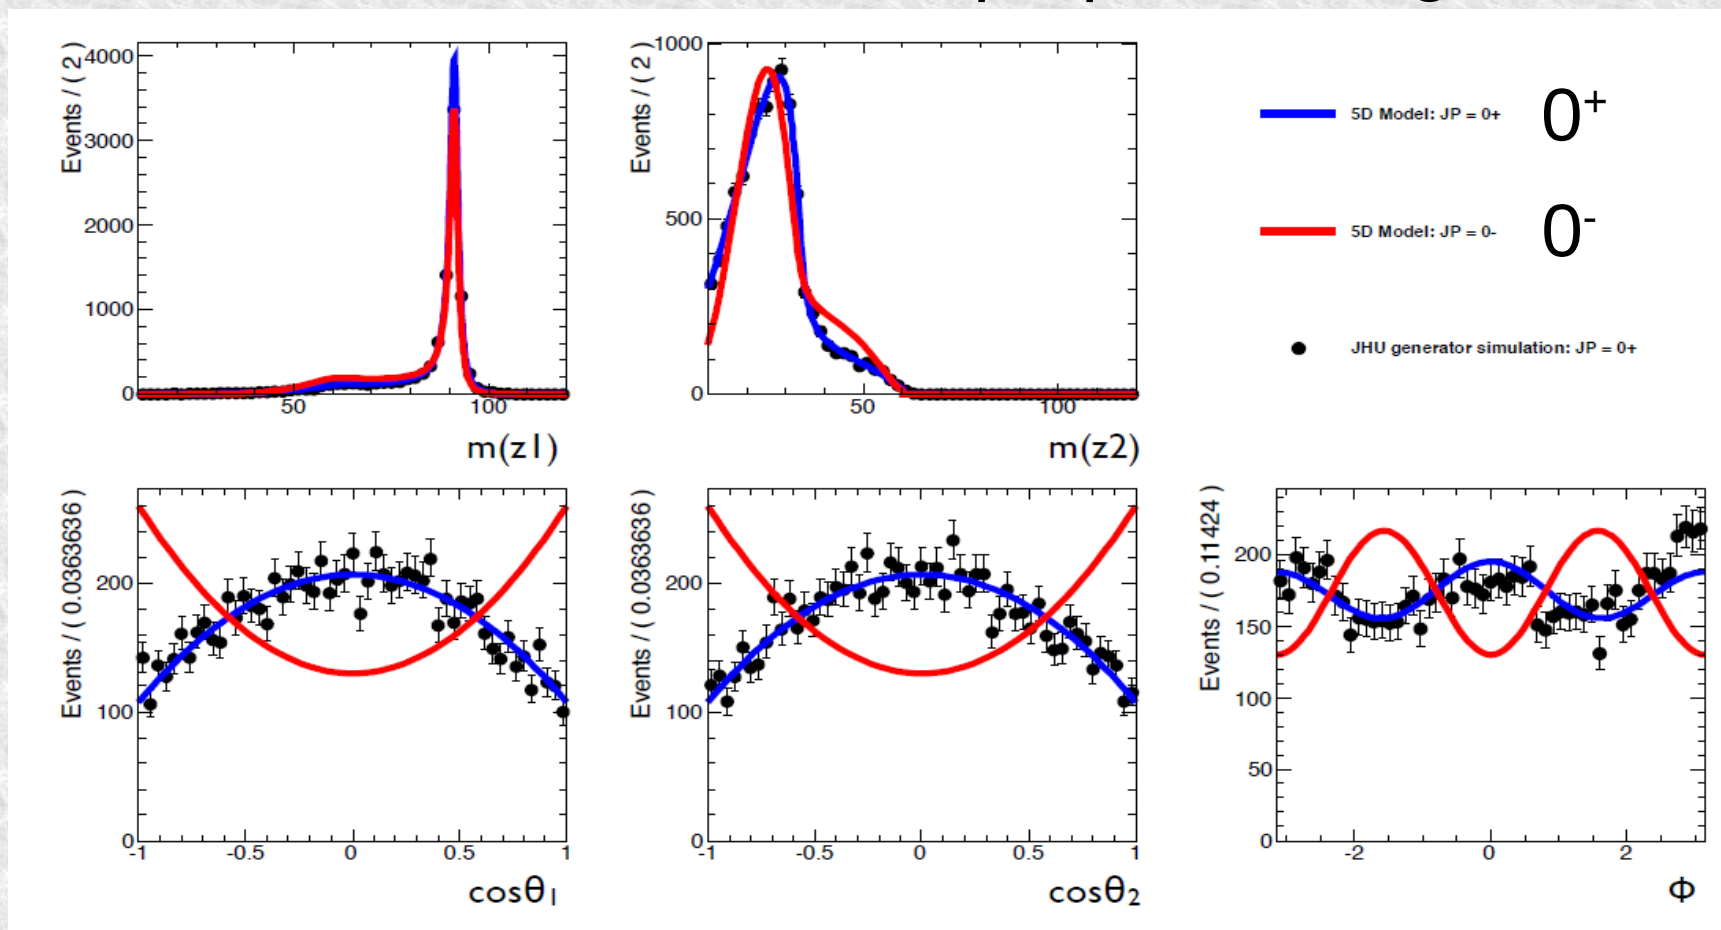 Events / ( 2 )
4000
3000
2000
1000
0
50
100
m(z1)
Events / ( 2 )
1000
500
0
50
100
m(z2)
5D Model: JP = 0+
0+
5D Model: JP = 0-
0-
JHU generator simulation: JP = 0+
Events / ( 0.0363636 )
200
100
0
-1
-0.5
0
0.5
1
cosθ1
Events / ( 0.0363636 )
200
100
0
-1
-0.5
0
0.5
1
cosθ2
Events / ( 0.11424 )
200
150
100
50
0
-2
0
2
Φ